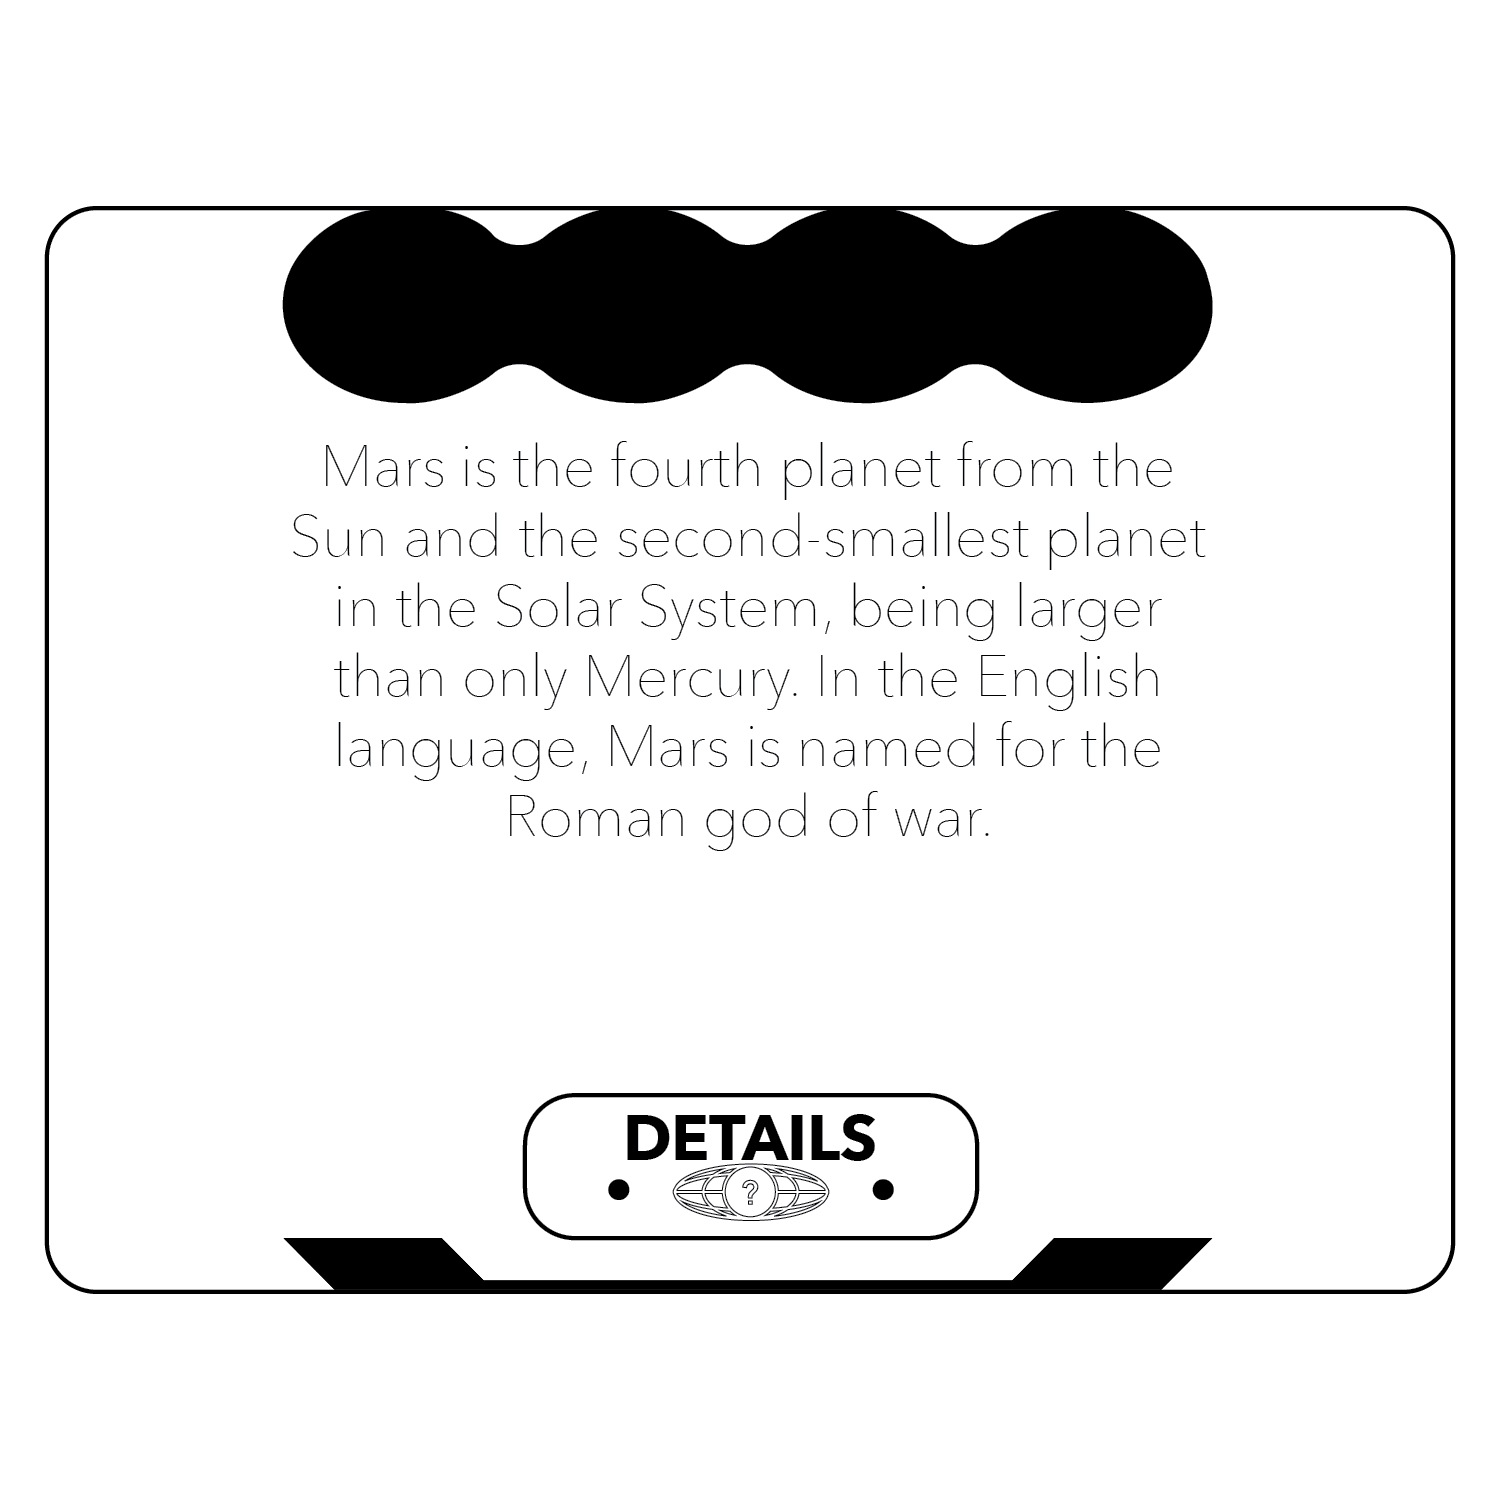 Mars is the fourth planet from the
Sun and the second-smallest planet
in the Solar System, being larger
than only Mercury. In the English
language, Mars is named for the
Roman god of war.
DETAILS
?